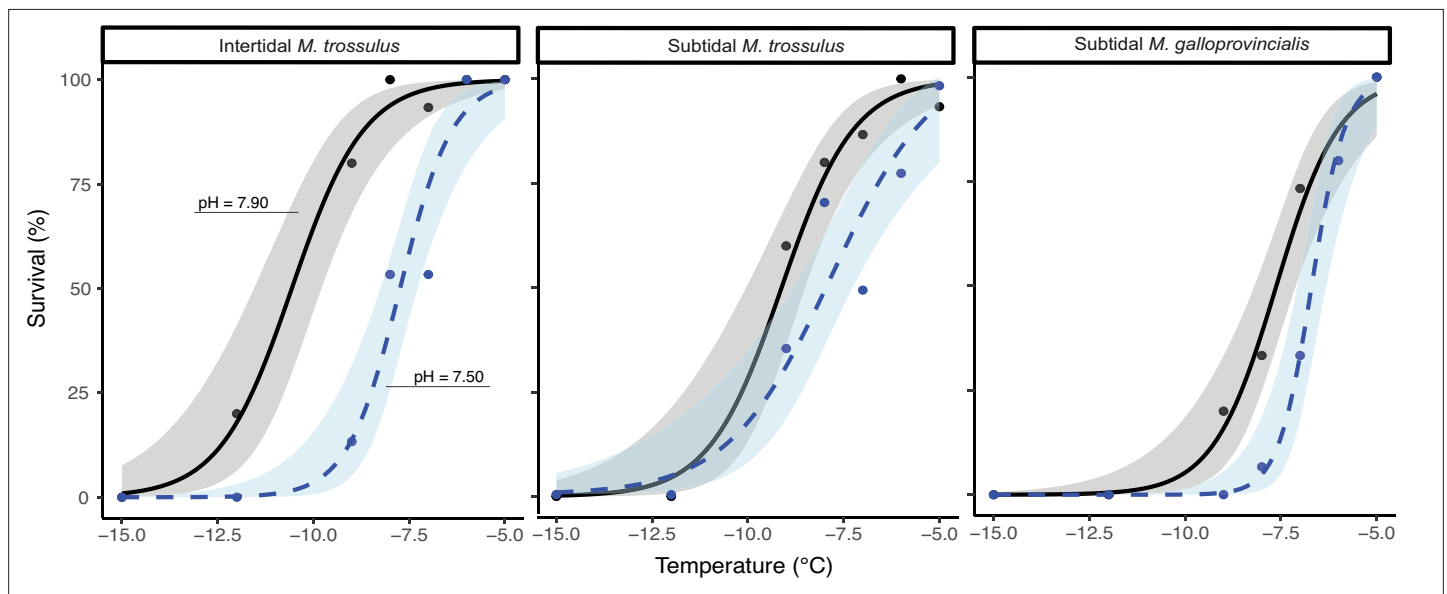 Intertidal M. trossulus
Subtidal M. trossulus
Subtidal M. galloprovincialis
100
75
50
25
0
Survival (%)
pH = 7.90
pH = 7.50
−15.0 −12.5 −10.0 −7.5 −5.0
−15.0 −12.5 −10.0 −7.5 −5.0
−15.0 −12.5 −10.0 −7.5 −5.0
Temperature (°C)